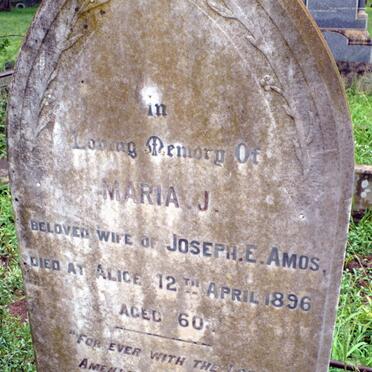 In
Loving Memory Of
MARIA J.
BELOVED WIFE OF JOSEPH. E. AMOS,
DIED AT ALICE 12TH APRIL 1896
AGED 60.
"FOR EVER WITH THE
AMEN